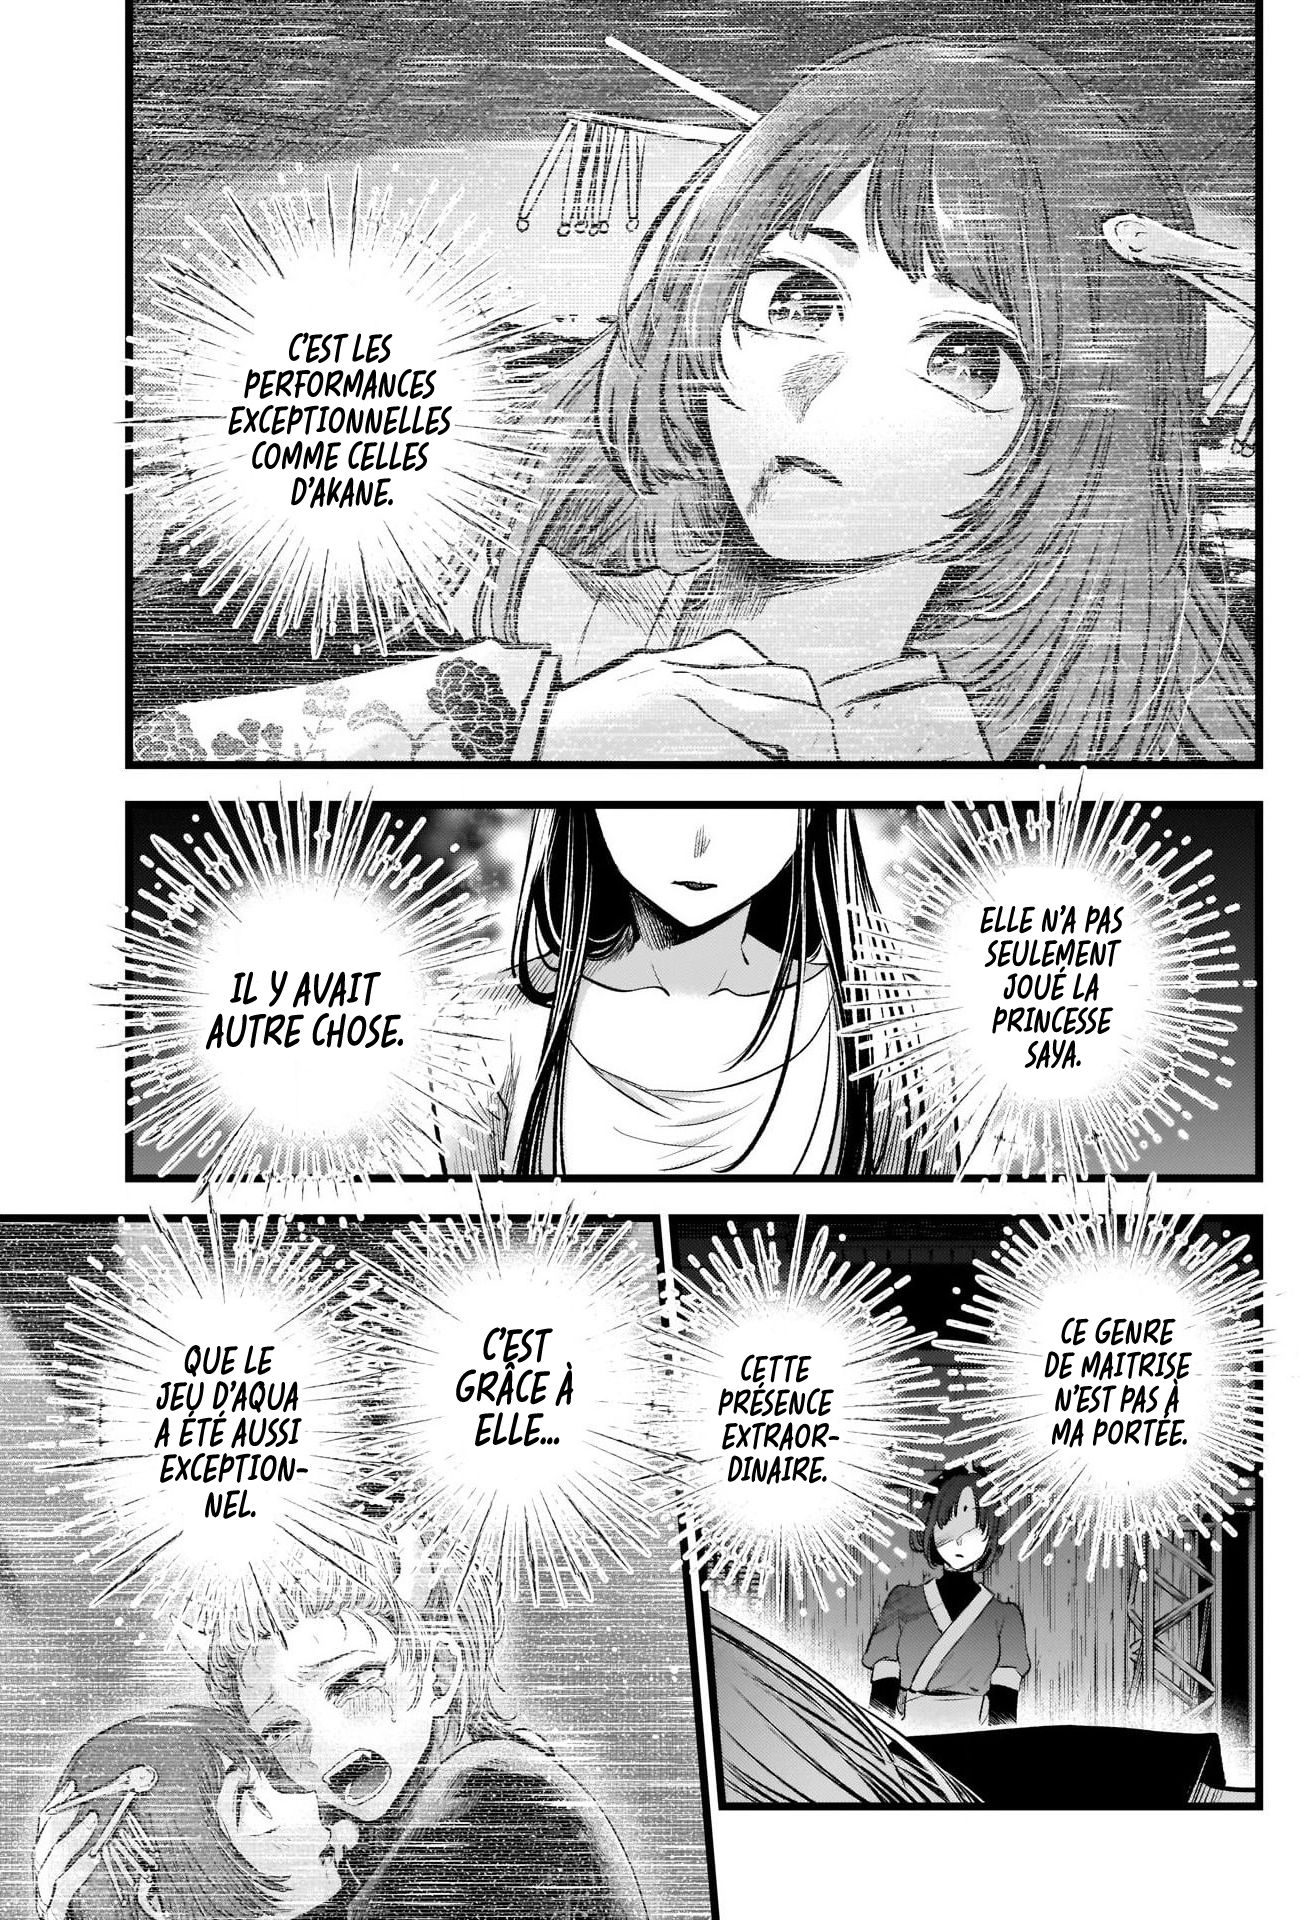 C'EST LES
PERFORMANCES
EXCEPTIONNELLES
COMME CELLES
D'AKANE.
ELLE N'A PAS
SEULEMENT
JOUÉ LA
PRINCESSE
SAYA.
IL Y AVAIT
AUTRE CHOSE.
CE GENRE
DE MAITRISE
N'EST PAS À
MA PORTÉE.
CETTE
PRÉSENCE
EXTRAOR-
DINAIRE.
C'EST
GRÂCE À
ELLE...
QUE LE
JEU D'AQUA
A ÉTÉ AUSSI
EXCEPTION-
NEL.